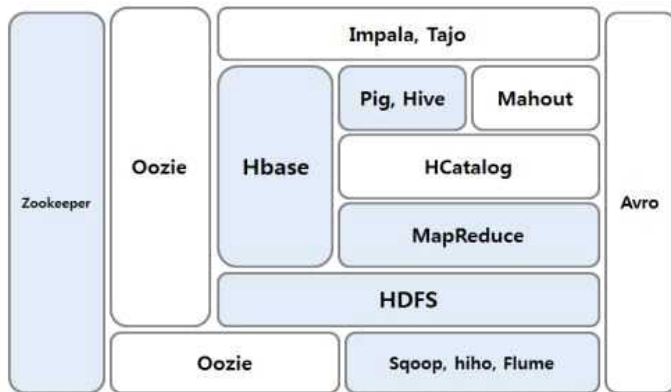 Impala, Tajo
Pig, Hive
Mahout
Zookeeper
Oozie
Hbase
HCatalog
Avro
MapReduce
HDFS
Oozie
Sqoop, hiho, Flume